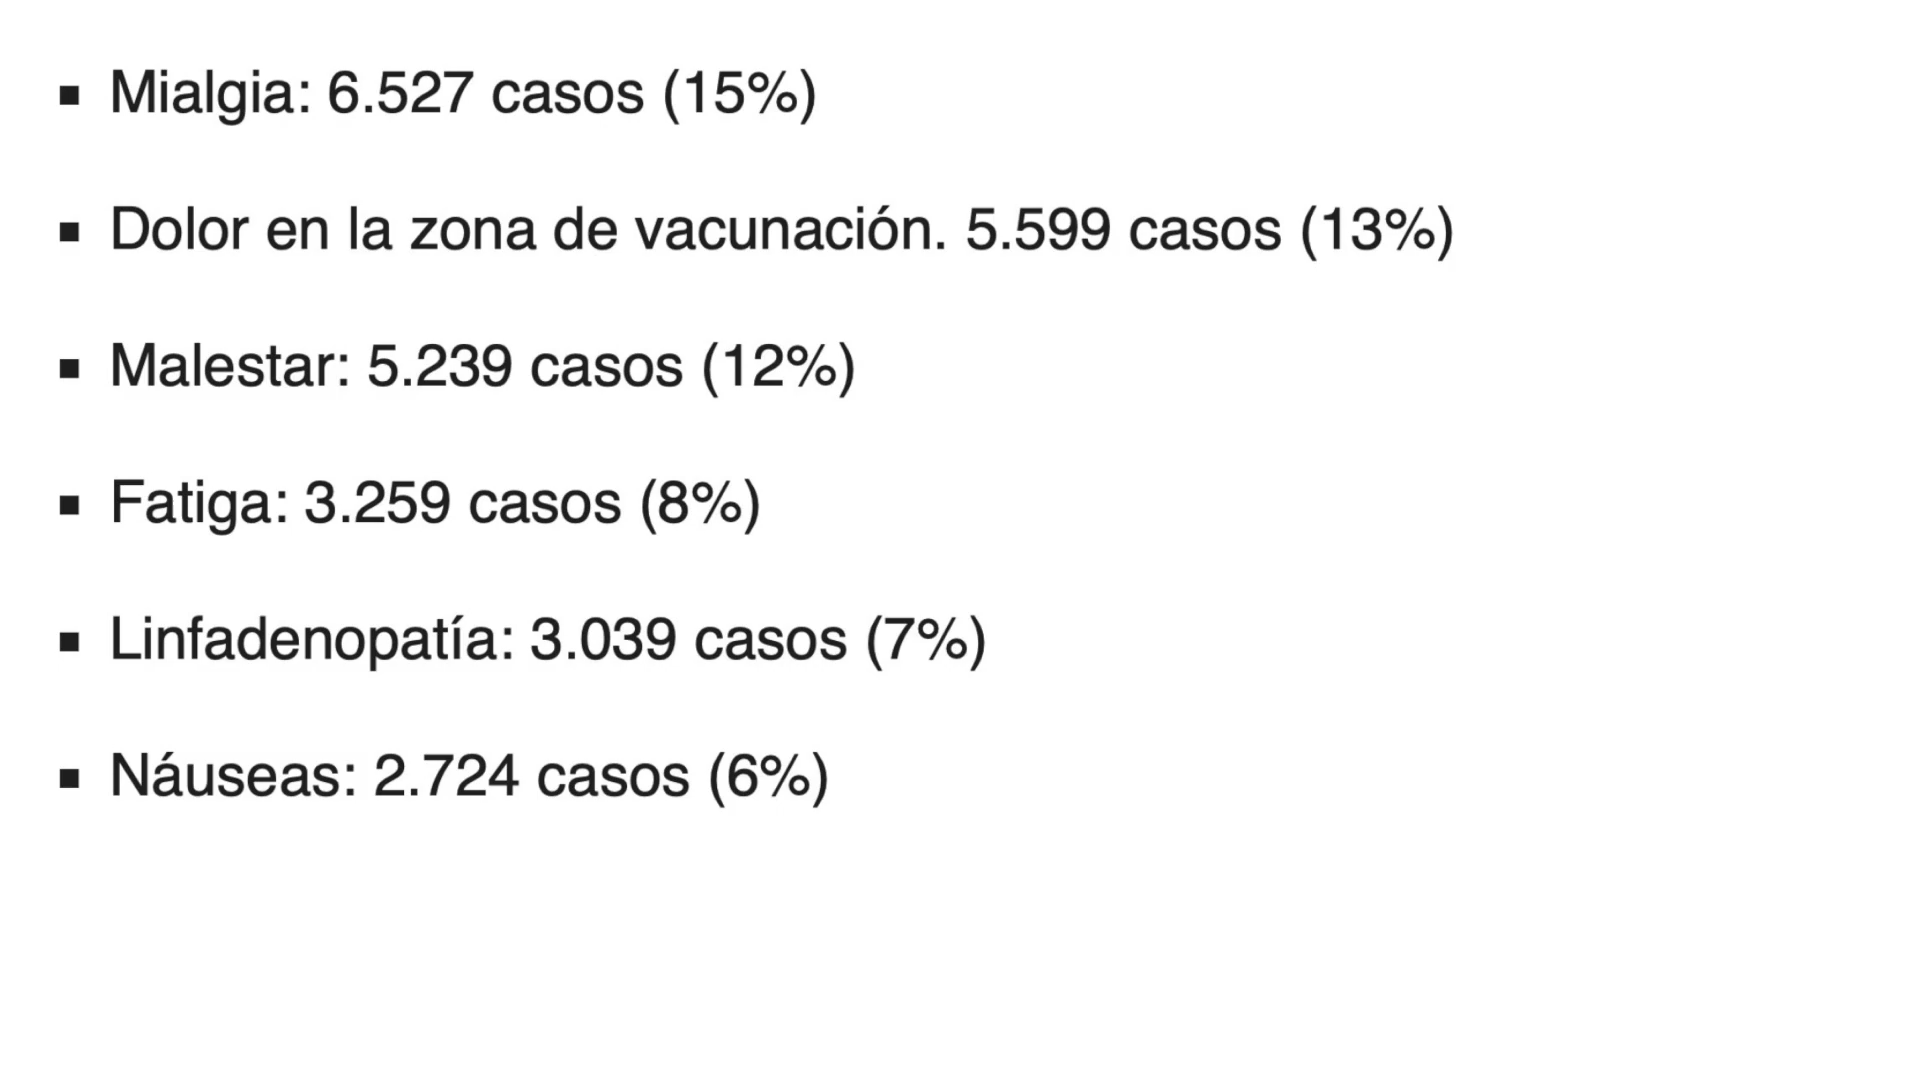 ▪ Mialgia: 6.527 casos (15%)
▪ Dolor en la zona de vacunación. 5.599 casos (13%)
▪ Malestar: 5.239 casos (12%)
▪ Fatiga: 3.259 casos (8%)
▪ Linfadenopatía: 3.039 casos (7%)
▪ Náuseas: 2.724 casos (6%)